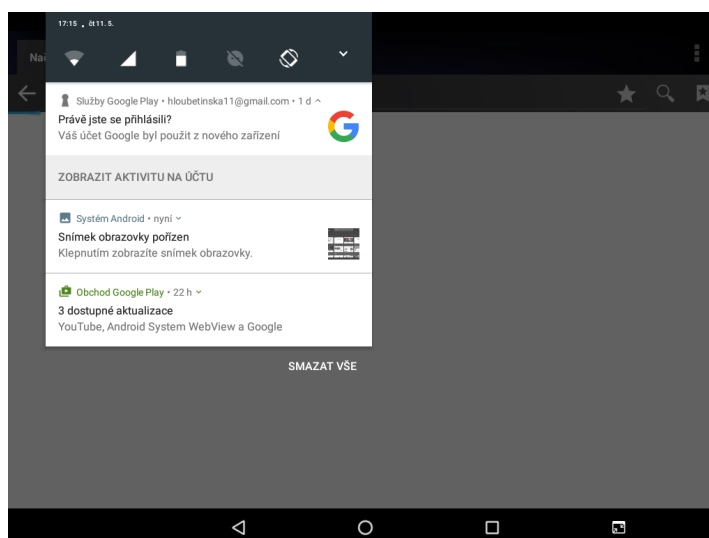 17:15 , čt 11. 5.
Nač
Služby Google Play • hloubetinska11@gmail.com • 1 d
Právě jste se přihlásili?
Váš účet Google byl použit z nového zařízení
ZOBRAZIT AKTIVITU NA ÚČTU
Systém Android • nyní
Snímek obrazovky pořízen
Klepnutím zobrazíte snímek obrazovky.
Obchod Google Play • 22 h
3 dostupné aktualizace
YouTube, Android System WebView a Google
SMAZAT VŠE